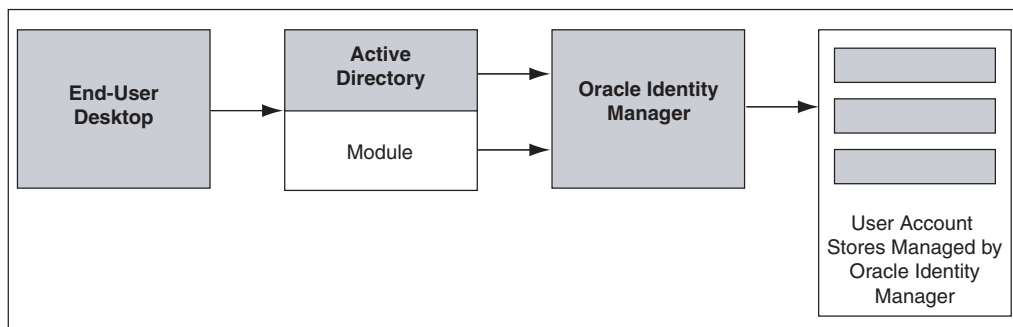 End-User
Desktop
Active
Directory
Module
Oracle Identity
Manager
User Account
Stores Managed by
Oracle Identity
Manager